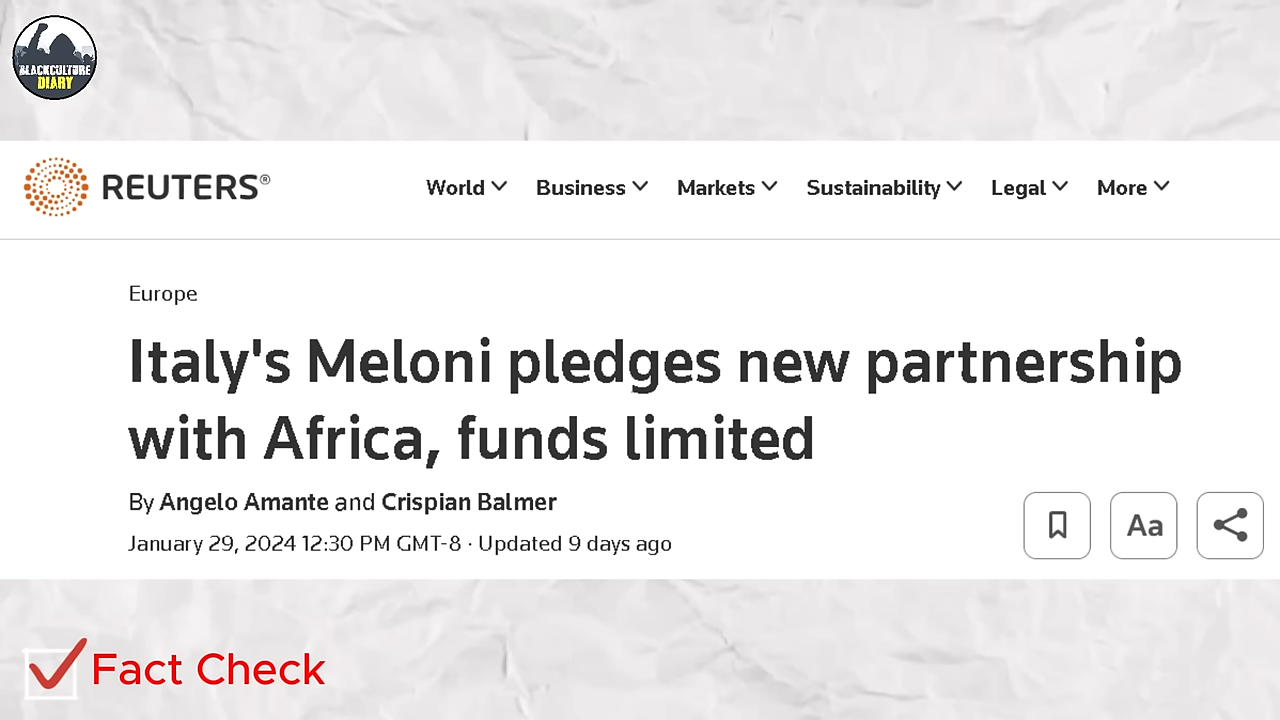 BLACKCULTURE
DIARY
REUTERS®
World Business Markets Sustainability Legal More
Europe
Italy's Meloni pledges new partnership
with Africa, funds limited
By Angelo Amante and Crispian Balmer
January 29, 2024 12:30 PM GMT-8 · Updated 9 days ago
Aa
Fact Check